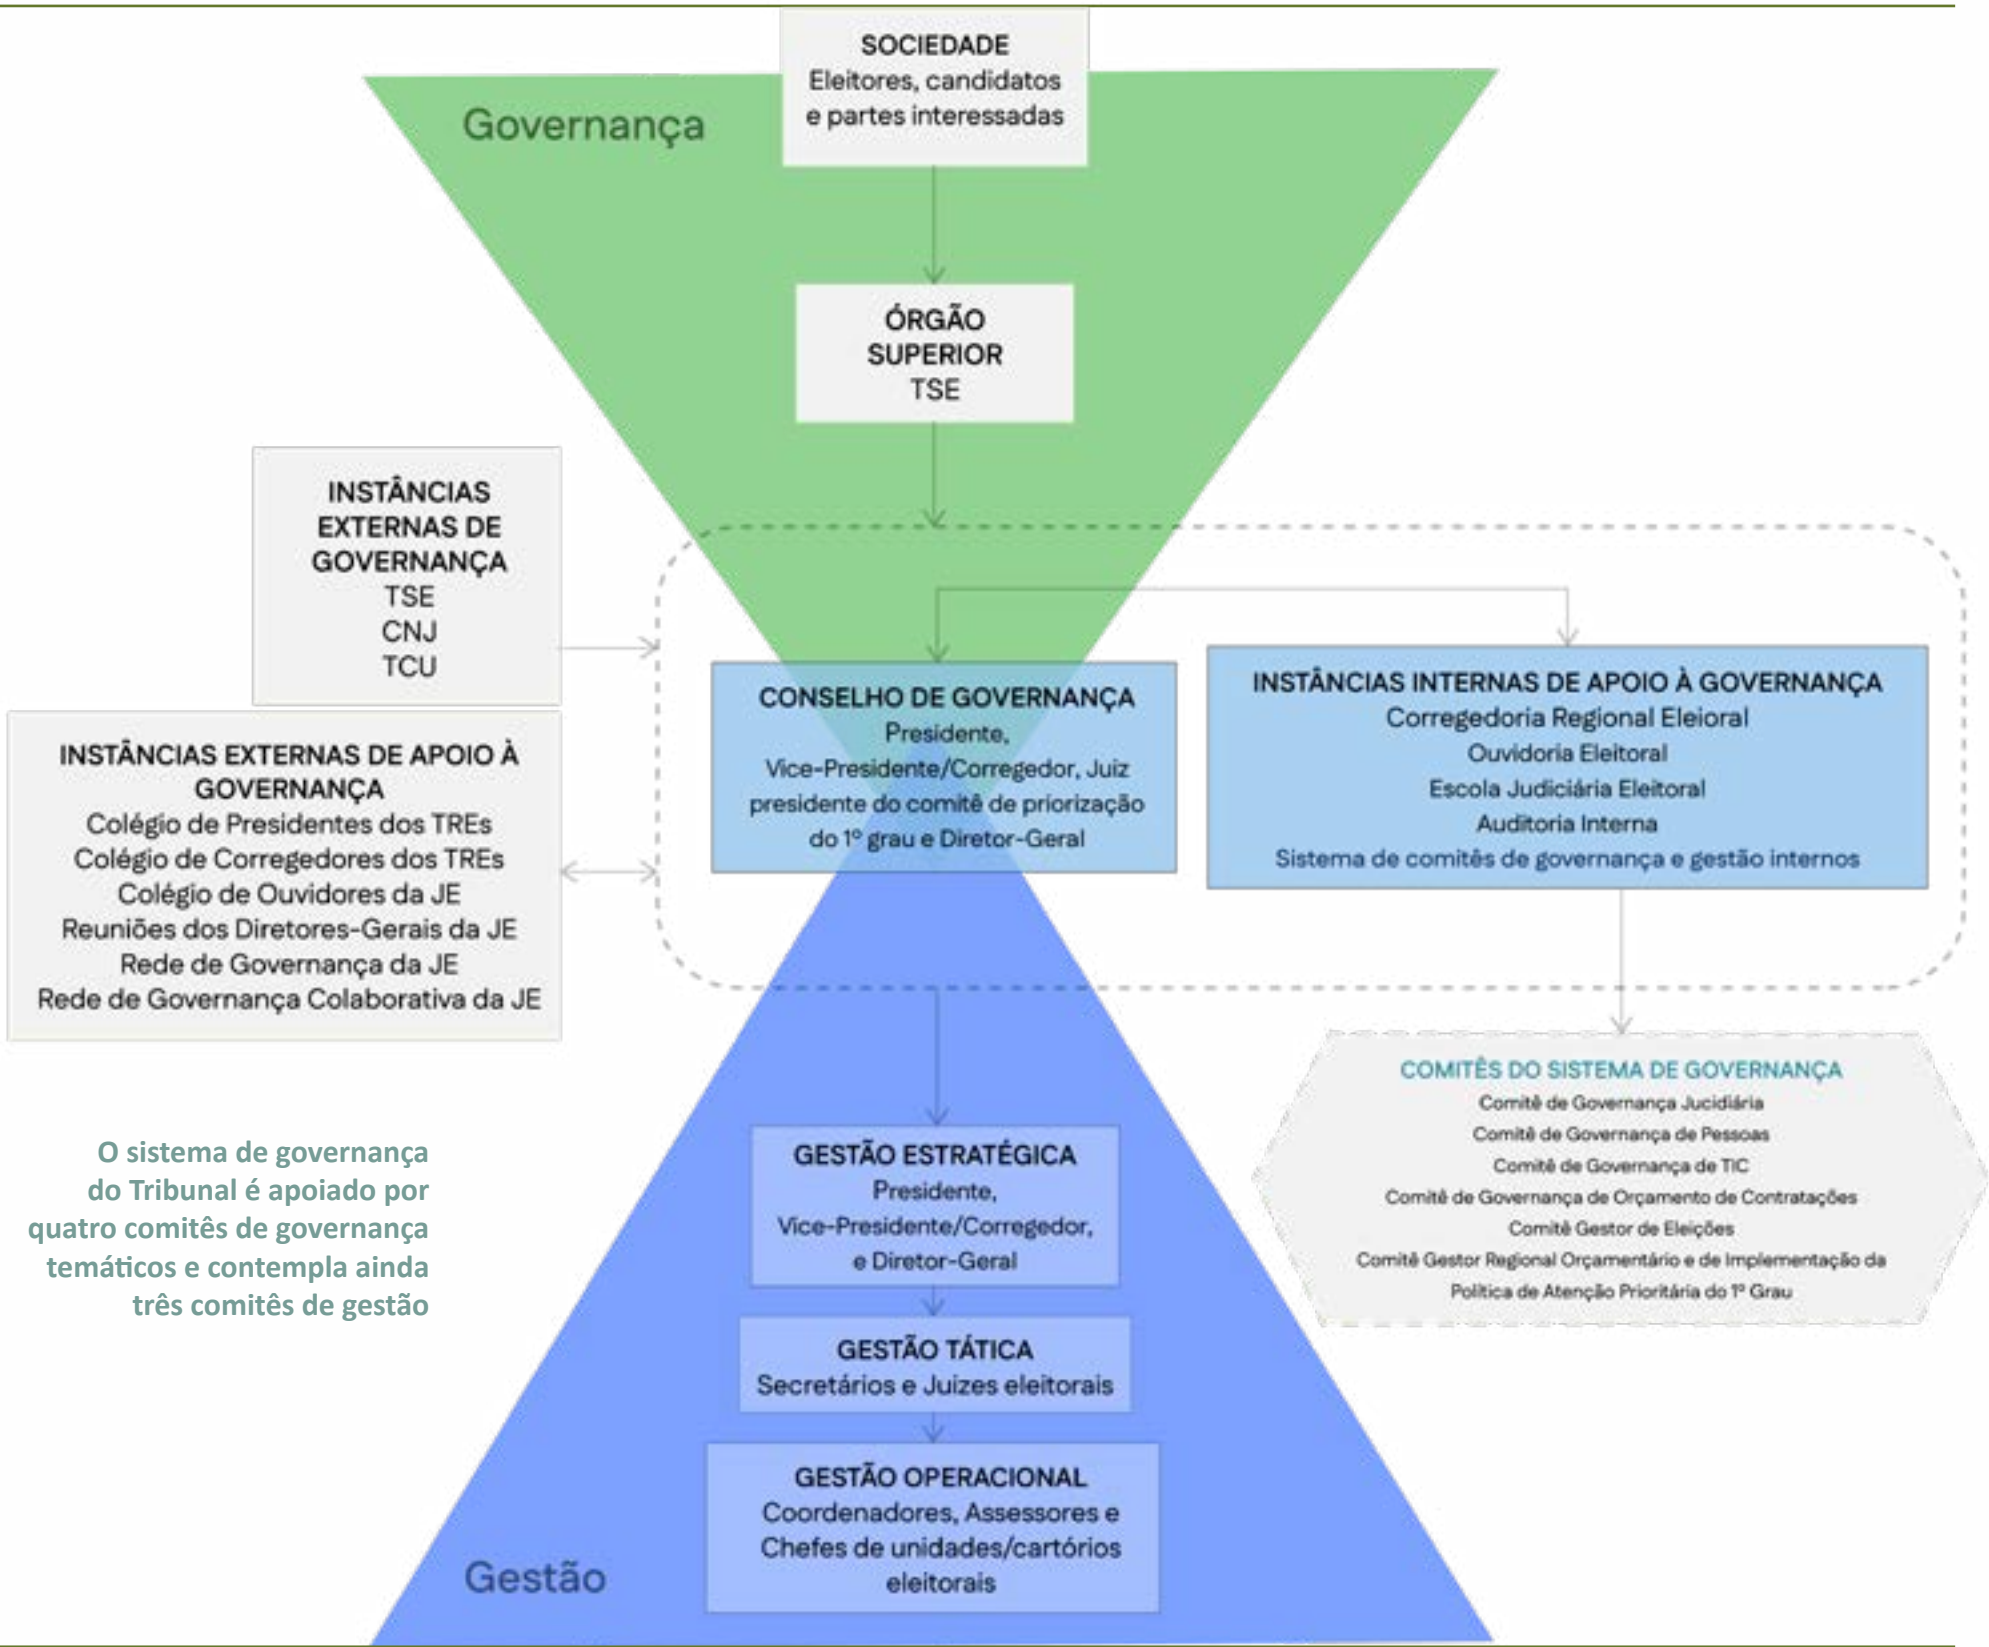 SOCIEDADE
Eleitores, candidatos
e partes interessadas
Governança
ÓRGÃO
SUPERIOR
TSE
INSTÂNCIAS
EXTERNAS DE
GOVERNANÇA
TSE
CNJ
TCU
INSTÂNCIAS EXTERNAS DE APOIO À
GOVERNANÇA
Colégio de Presidentes dos TREs
Colégio de Corregedores dos TREs
Colégio de Ouvidores da JE
Reuniões dos Diretores-Gerais da JE
Rede de Governança da JE
Rede de Governança Colaborativa da JE
CONSELHO DE GOVERNANÇA
Presidente,
Vice-Presidente/Corregedor, Juiz
presidente do comitê de priorização
do 1º grau e Diretor-Geral
INSTÂNCIAS INTERNAS DE APOIO À GOVERNANÇA
Corregedoria Regional Eleioral
Ouvidoria Eleitoral
Escola Judiciária Eleitoral
Auditoria Interna
Sistema de comitês de governança e gestão internos
COMITÊS DO SISTEMA DE GOVERNANÇA
Comitê de Governança Jucidiária
Comitê de Governança de Pessoas
Comitê de Governança de TIC
Comitê de Governança de Orçamento de Contratações
Comitê Gestor de Eleições
Comitê Gestor Regional Orçamentário e de Implementação da
Política de Atenção Prioritária do 1º Grau
O sistema de governança
do Tribunal é apoiado por
quatro comitês de governança
temáticos e contempla ainda
três comitês de gestão
GESTÃO ESTRATÉGICA
Presidente,
Vice-Presidente/Corregedor,
e Diretor-Geral
GESTÃO TÁTICA
Secretários e Juizes eleitorais
GESTÃO OPERACIONAL
Coordenadores, Assessores e
Chefes de unidades/cartórios
eleitorais
Gestão